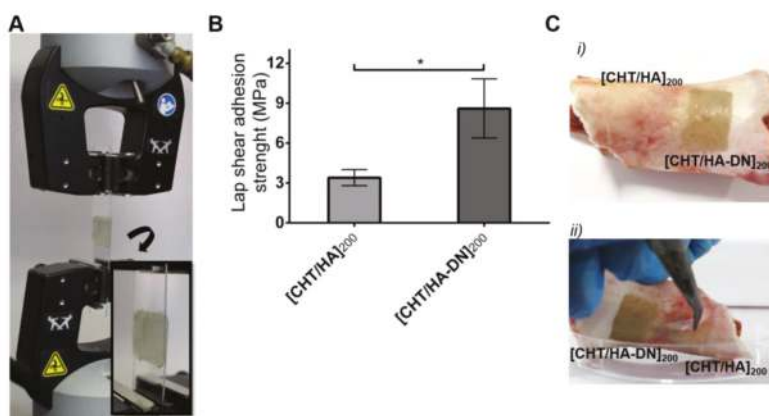 A
B
C
Lap shear adhesion
strenght (MPa)
12
9
6
3
0
*
[CHT/HA]200
[CHT/HA-DN]200
i)
[CHT/HA]200
[CHT/HA-DN]200
ii)
[CHT/HA-DN]200
[CHT/HA]200